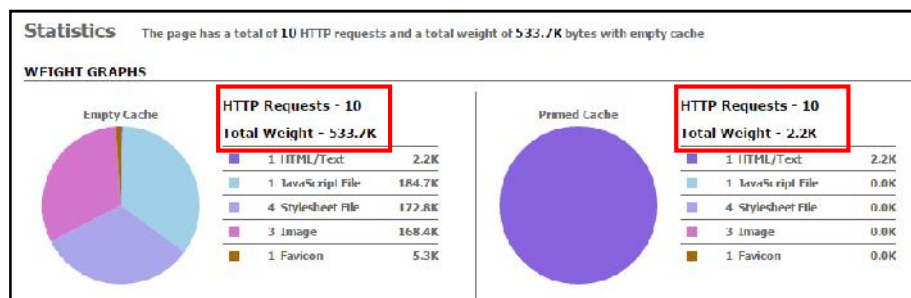 Statistics The page has a total of 10 HTTP requests and a total weight of 533.7K bytes with empty cache
WEIGHT GRAPHS
Empty Cache
HTTP Requests - 10
Total Weight - 533.7K
1 HTML/Text 2.2K
1 JavaScript File 184.7K
4 Stylesheet File 172.8K
3 Image 168.4K
1 Favicon 5.3K
Primed Cache
HTTP Requests - 10
Total Weight - 2.2K
1 HTML/Text 2.2K
1 JavaScript File 0.0K
4 Stylesheet File 0.0K
3 Image 0.0K
1 Favicon 0.0K